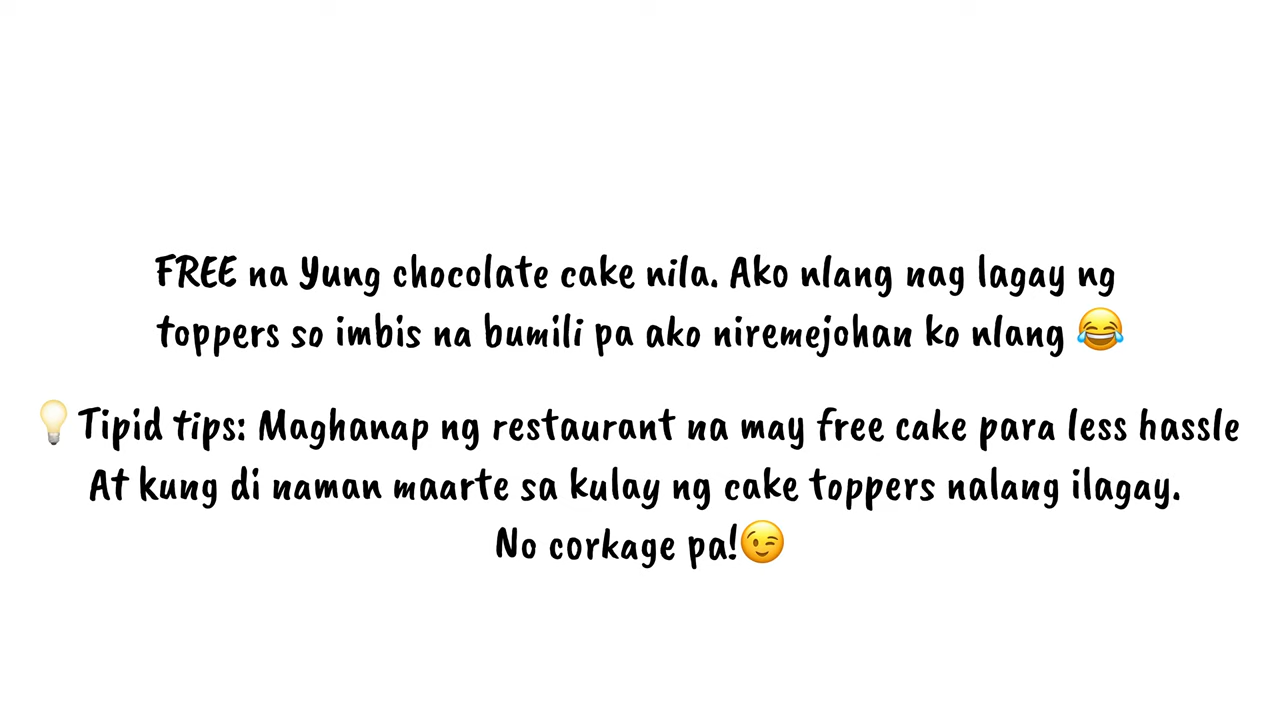 FREE na Yung chocolate cake nila. Ako nlang nag lagay ng
toppers so imbis na bumili pa ako niremejohan ko nlang 😂
💡Tipid tips: Maghanap ng restaurant na may free cake para less hassle
At kung di naman maarte sa kulay ng cake toppers nalang ilagay.
No corkage pa!😉